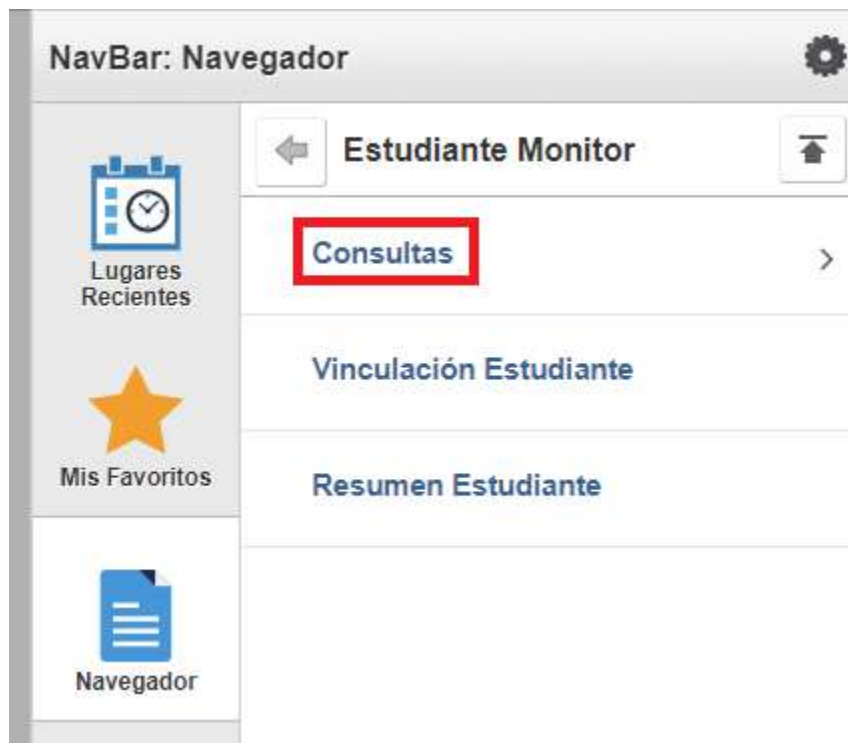 NavBar: Navegador
Estudiante Monitor
Lugares
Recientes
Consultas
Vinculación Estudiante
Mis Favoritos
Resumen Estudiante
Navegador